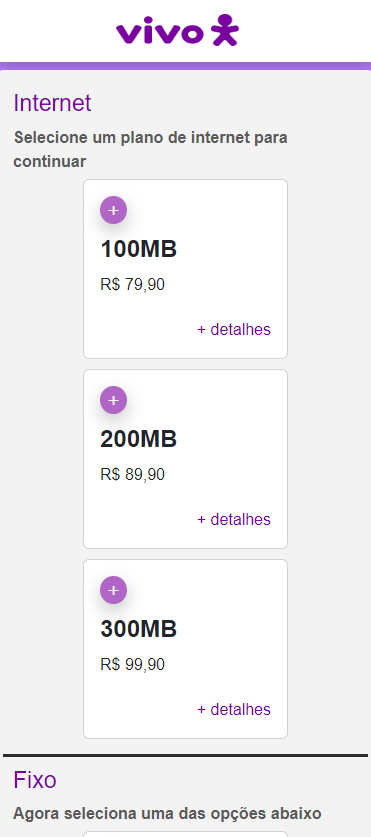 vivo
Internet
Selecione um plano de internet para
continuar
+
100MB
R$ 79,90
+ detalhes
+
200MB
R$ 89,90
+ detalhes
+
300MB
R$ 99,90
+ detalhes
Fixo
Agora seleciona uma das opções abaixo